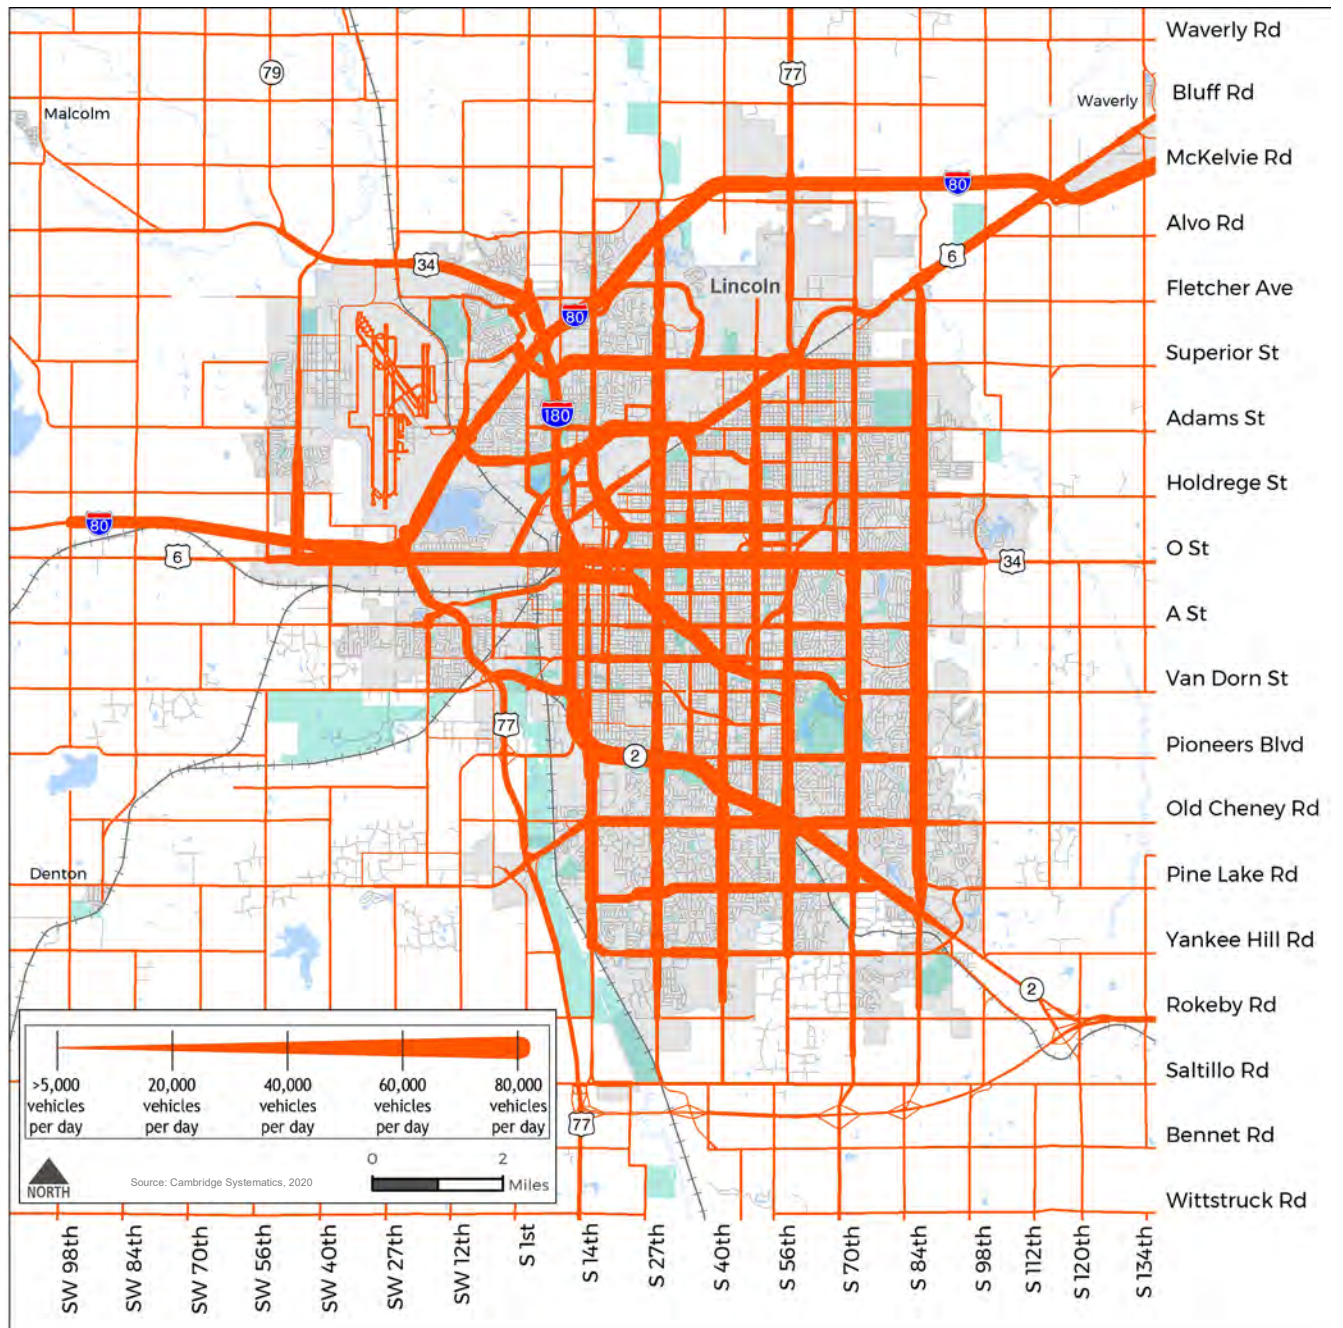 Waverly Rd
79
77
Bluff Rd
Waverly
Malcolm
McKelvie Rd
80
Alvo Rd
34
6
Lincoln
Fletcher Ave
80
Superior St
180
Adams St
Holdrege St
80
6
O St
34
A St
Van Dorn St
77
Pioneers Blvd
2
Old Cheney Rd
Denton
Pine Lake Rd
Yankee Hill Rd
2
Rokeby Rd
>5,000 vehicles per day
20,000 vehicles per day
40,000 vehicles per day
60,000 vehicles per day
80,000 vehicles per day
Saltillo Rd
77
Bennet Rd
0
2
Miles
NORTH
Source: Cambridge Systematics, 2020
Wittstruck Rd
SW 98th
SW 84th
SW 70th
SW 56th
SW 40th
SW 27th
SW 12th
S 1st
S 14th
S 27th
S 40th
S 56th
S 70th
S 84th
S 98th
S 112th
S 120th
S 134th